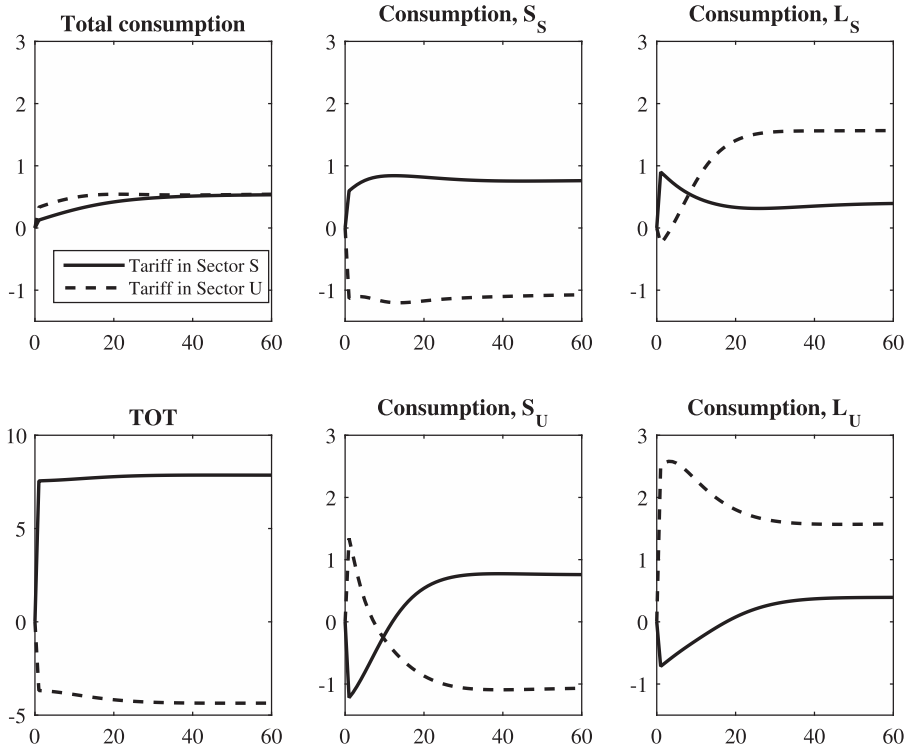 Total consumption
3
2
1
0
-1
0 20 40 60
Tariff in Sector S
Tariff in Sector U
Consumption, S_S
3
2
1
0
-1
0 20 40 60
Consumption, L_S
3
2
1
0
-1
0 20 40 60
TOT
10
5
0
-5
0 20 40 60
Consumption, S_U
3
2
1
0
-1
0 20 40 60
Consumption, L_U
3
2
1
0
-1
0 20 40 60